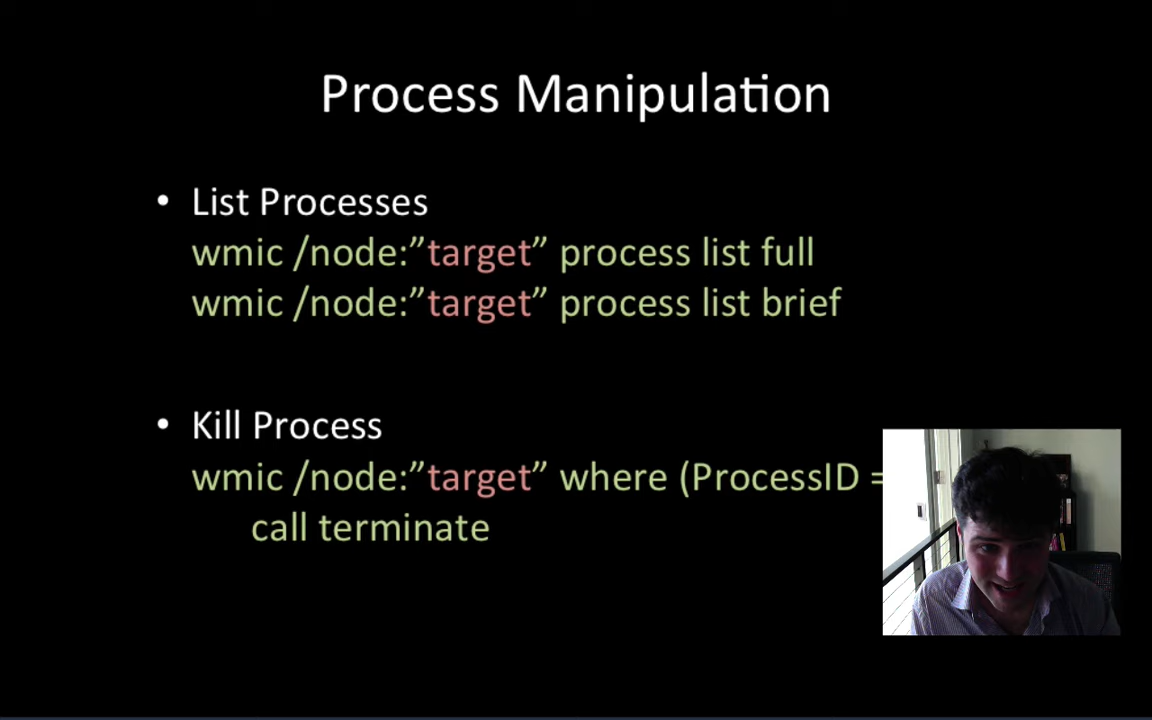 Process Manipulation
• List Processes
wmic /node:”target” process list full
wmic /node:”target” process list brief
• Kill Process
wmic /node:”target” where (ProcessID =
call terminate